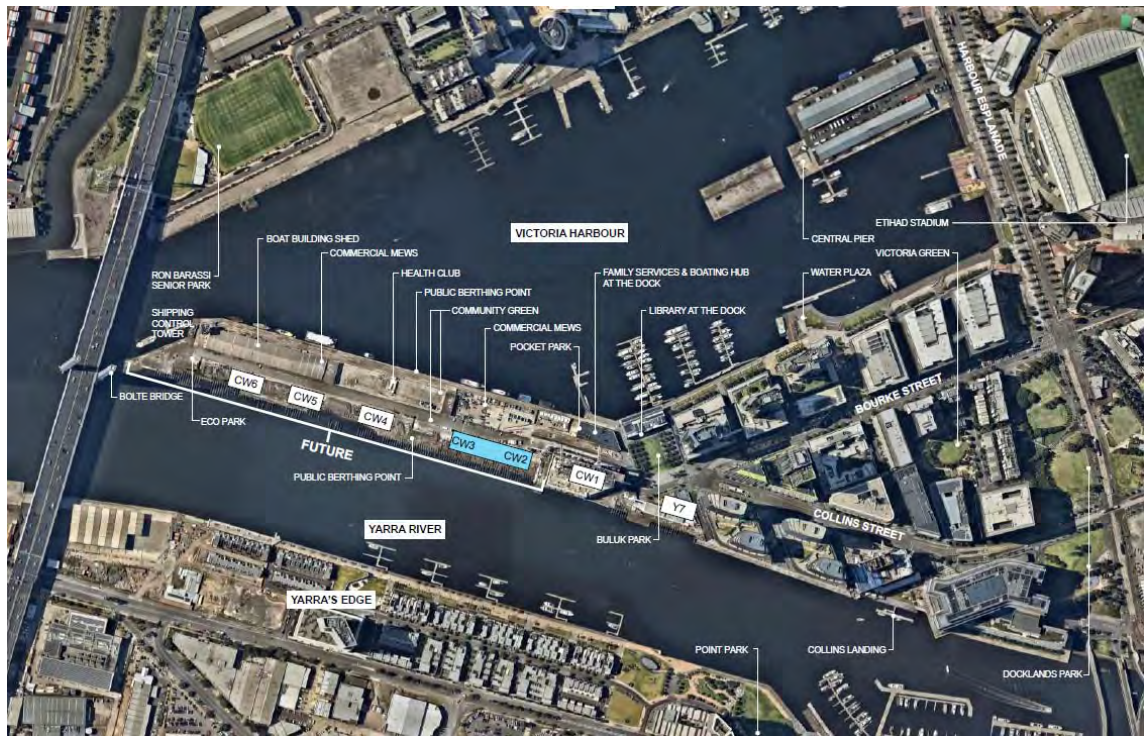 HARBOUR ESPLANADE
ETIHAD STADIUM
VICTORIA HARBOUR
CENTRAL PIER
VICTORIA GREEN
BOAT BUILDING SHED
COMMERCIAL MEWS
RON BARASSI
SENIOR PARK
HEALTH CLUB
FAMILY SERVICES & BOATING HUB
AT THE DOCK
WATER PLAZA
PUBLIC BERTHING POINT
SHIPPING
CONTROL
TOWER
COMMUNITY GREEN
LIBRARY AT THE DOCK
COMMERCIAL MEWS
POCKET PARK
BOLTE BRIDGE
BOURKE STREET
CW6
CW5
CW4
CW3
CW2
CW1
Y7
ECO PARK
FUTURE
PUBLIC BERTHING POINT
COLLINS STREET
YARRA RIVER
BULUK PARK
YARRA'S EDGE
POINT PARK
COLLINS LANDING
DOCKLANDS PARK